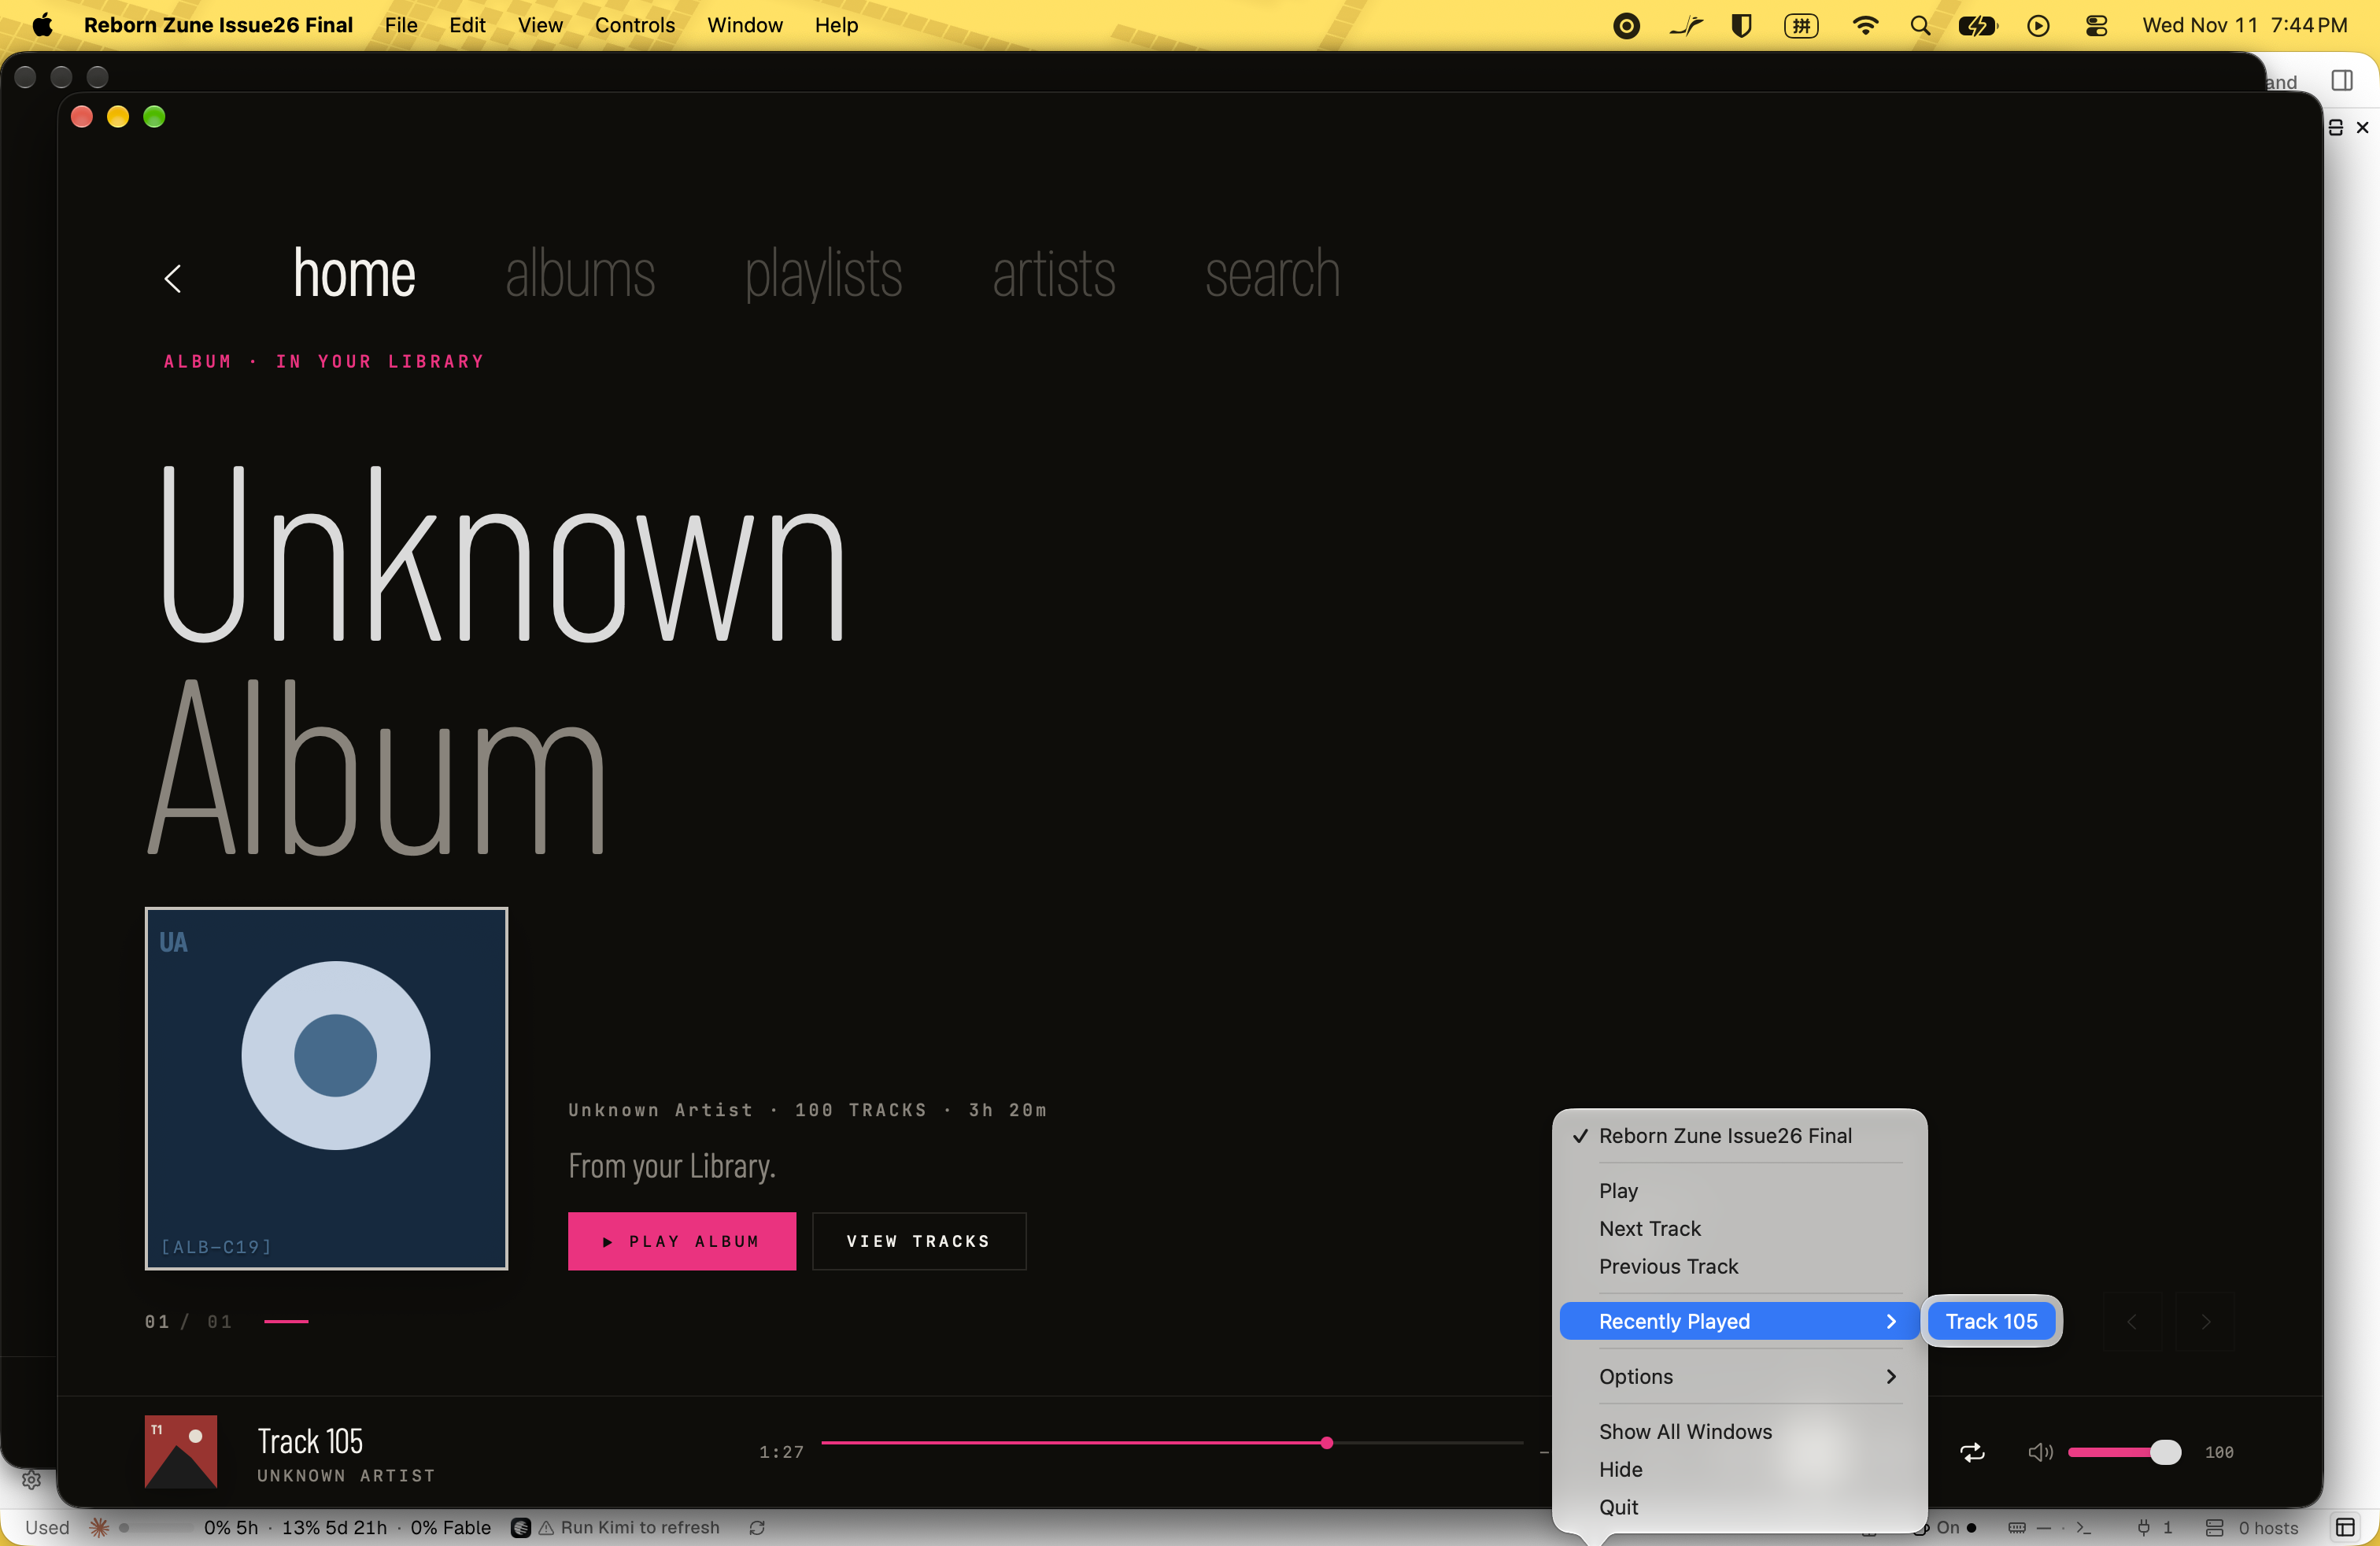 Reborn Zune Issue26 Final File Edit View Controls Window Help 拼 Wed Nov 11 7:44 PM
and
home albums playlists artists search
ALBUM · IN YOUR LIBRARY
Unknown
Album
UA
[ALB-C19]
Unknown Artist · 100 TRACKS · 3h 20m
From your Library.
PLAY ALBUM VIEW TRACKS
01 / 01
T1
Track 105
UNKNOWN ARTIST
1:27
100
Reborn Zune Issue26 Final
Play
Next Track
Previous Track
Recently Played
Track 105
Options
Show All Windows
Hide
Quit
Used 0% 5h · 13% 5d 21h · 0% Fable Run Kimi to refresh On — · 1 0 hosts